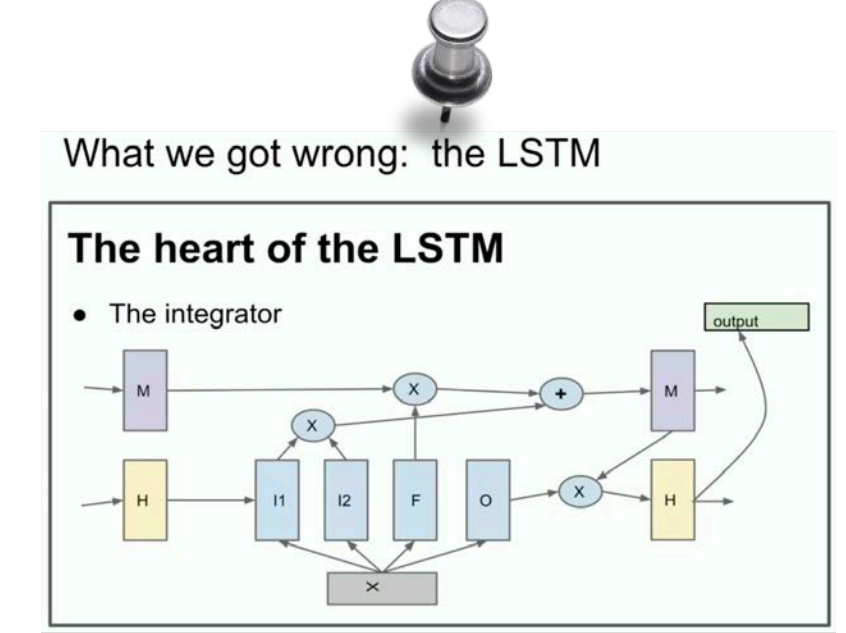 What we got wrong: the LSTM
The heart of the LSTM
● The integrator
output
M
X
+
M
X
H
I1
I2
F
O
X
H
X